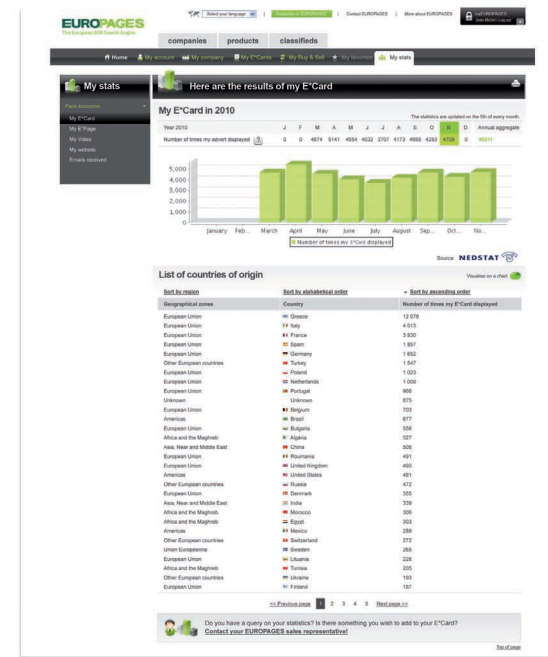 EUROPAGES
The European B2B Search Engine
Select your language
Subscribe to EUROPAGES
Contact EUROPAGES
More about EUROPAGES
myEUROPAGES
companies products classifieds
Home My account My company My E*Cards My Buy & Sell My favorites My stats
My stats
Here are the results of my E*Card
Pack economic
My E*Card
My E*Page
My Video
My website
Emails received
My E*Card in 2010
The statistics are updated on the 5th of every month
Year 2010 J F M A M J J A S O N D Annual aggregate
Number of times my advert displayed ? 0 0 4674 5141 4554 4032 3707 4173 4283 4728 0
5,000
4,000
3,000
2,000
1,000
0
January Feb... March April May June July August Sep... Oct... No...
Number of times my E*Card displayed
Source NEDSTAT
List of countries of origin
Visualise on a chart
Sort by region Sort by alphabetical order Sort by ascending order
Geographical zones Country Number of times my E*Card displayed
European Union Greece 12 078
European Union Italy 4 013
European Union France 3 930
European Union Spain 1 897
European Union Germany 1 652
Other European countries Turkey 1 547
European Union Poland 1 023
European Union Netherlands 1 009
European Union Portugal 966
Unknown Unknown 875
European Union Belgium 703
Americas Brazil 677
European Union Bulgaria 556
Africa and the Maghreb Algéria 527
Asia, Near and Middle East China 508
European Union Roumania 491
European Union United Kingdom 490
Americas United States 481
Other European countries Russia 472
European Union Denmark 355
Asia, Near and Middle East India 339
Africa and the Maghreb Morocco 306
Africa and the Maghreb Egypt 303
Americas Mexico 289
Other European countries Switzerland 273
Union Européenne Sweden 269
European Union Lituania 228
Africa and the Maghreb Tunisia 205
Other European countries Ukraine 193
European Union Finland 187
<< Previous page 1 2 3 4 5 Next page >>
Do you have a query on your statistics? Is there something you wish to add to your E*Card?
Contact your EUROPAGES sales representative!
Top of page